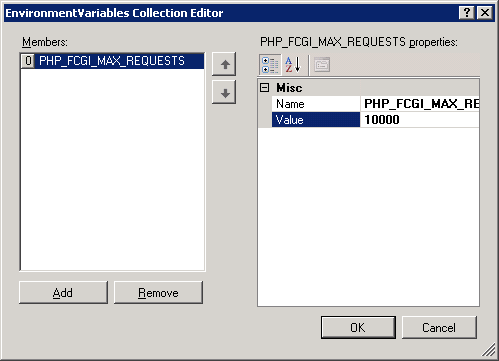 EnvironmentVariables Collection Editor
Members:
0 PHP_FCGI_MAX_REQUESTS
Add
Remove
PHP_FCGI_MAX_REQUESTS properties:
Misc
Name PHP_FCGI_MAX_RE
Value 10000
OK
Cancel